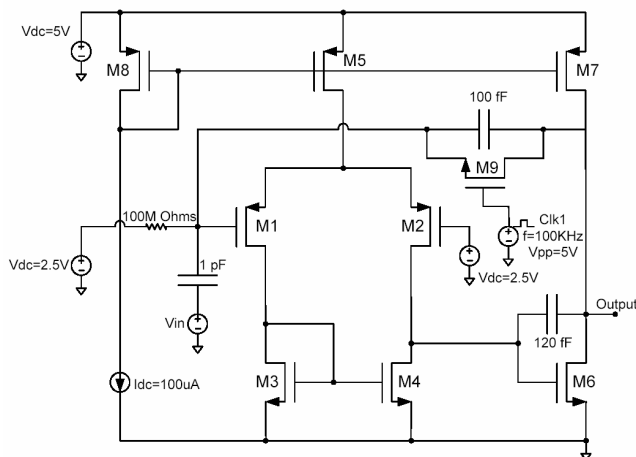 Vdc=5V
M8
M5
M7
100 fF
M9
100M Ohms
M1
M2
Clk1
f=100KHz
Vpp=5V
Vdc=2.5V
1 pF
Vdc=2.5V
Vin
Output
120 fF
Idc=100uA
M3
M4
M6